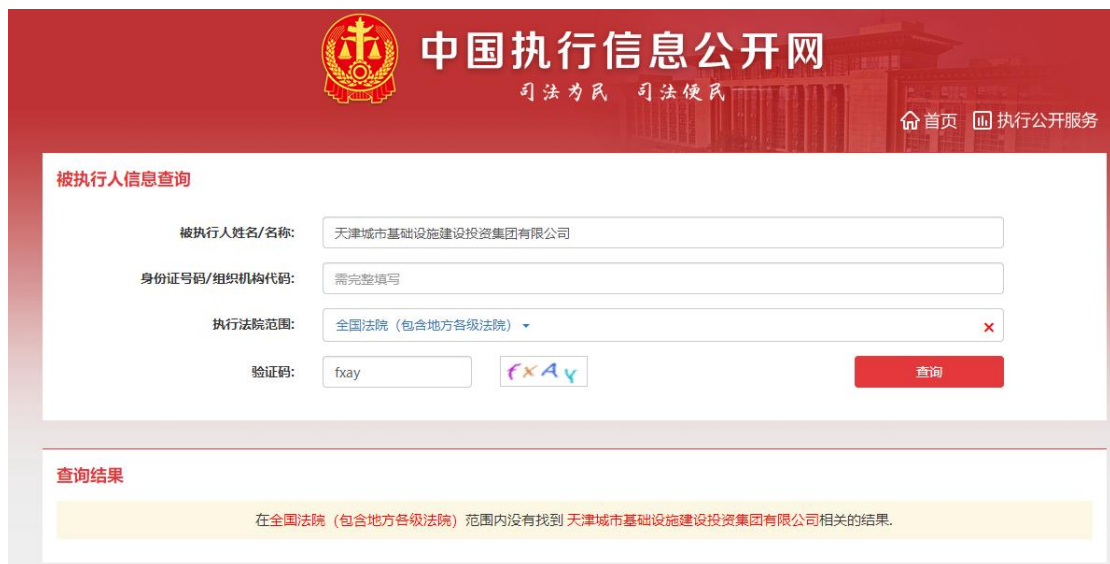 中国执行信息公开网
司法为民 司法便民
首页 执行公开服务
被执行人信息查询
被执行人姓名/名称: 天津城市基础设施建设投资集团有限公司
身份证号码/组织机构代码: 需完整填写
执行法院范围: 全国法院（包含地方各级法院）
验证码: fxay fxAy 查询
查询结果
在全国法院（包含地方各级法院）范围内没有找到 天津城市基础设施建设投资集团有限公司相关的结果.